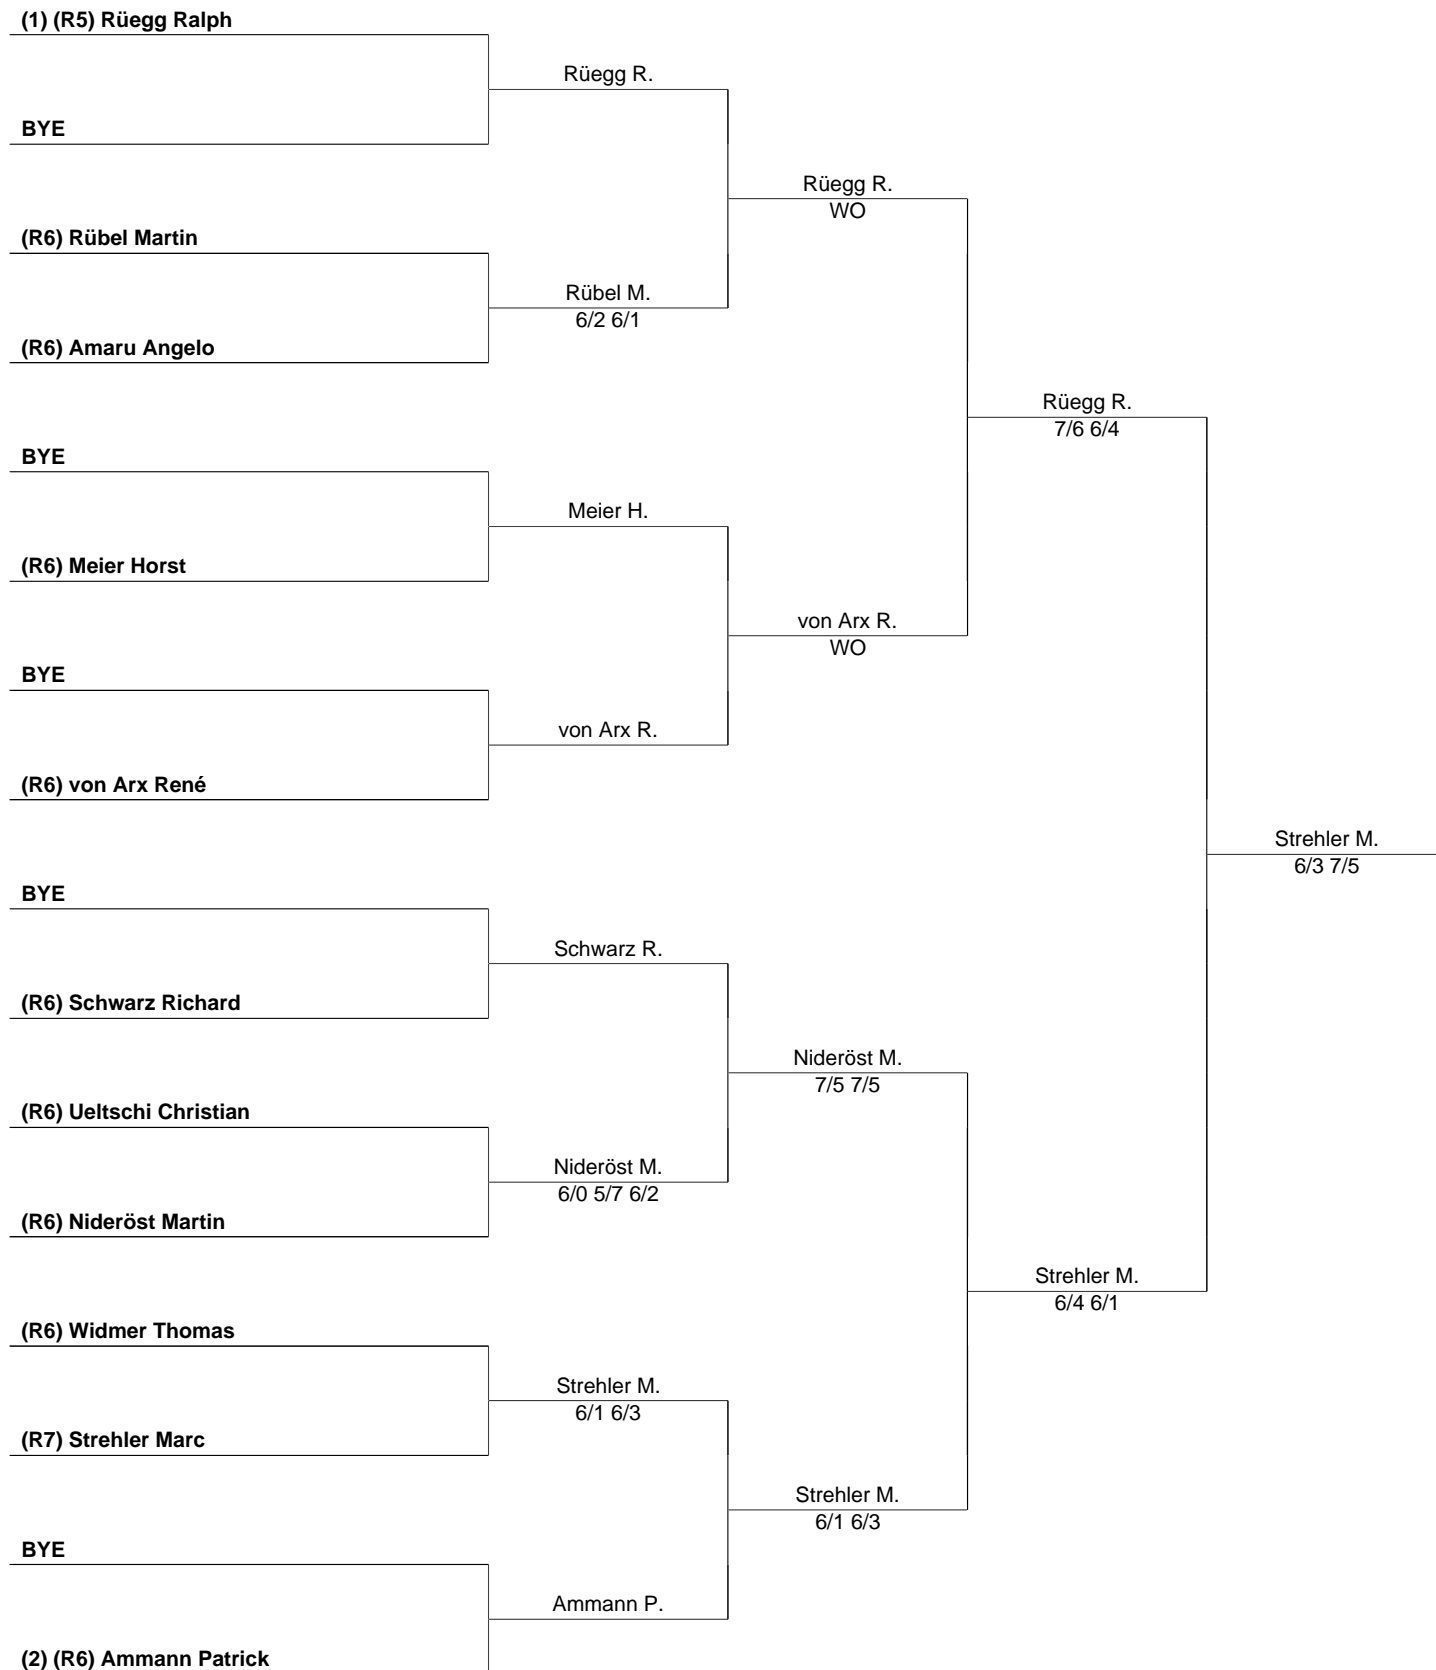 (1) (R5) Rüegg Ralph
Rüegg R.
BYE
Rüegg R.
WO
(R6) Rübel Martin
Rübel M.
6/2 6/1
(R6) Amaru Angelo
Rüegg R.
7/6 6/4
BYE
Meier H.
(R6) Meier Horst
von Arx R.
WO
BYE
von Arx R.
(R6) von Arx René
Strehler M.
6/3 7/5
BYE
Schwarz R.
(R6) Schwarz Richard
Nideröst M.
7/5 7/5
(R6) Ueltschi Christian
Nideröst M.
6/0 5/7 6/2
(R6) Nideröst Martin
Strehler M.
6/4 6/1
(R6) Widmer Thomas
Strehler M.
6/1 6/3
(R7) Strehler Marc
Strehler M.
6/1 6/3
BYE
Ammann P.
(2) (R6) Ammann Patrick